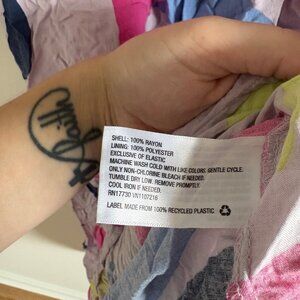 SHELL: 100% RAYON
LINING: 100% POLYESTER
EXCLUSIVE OF ELASTIC
MACHINE WASH COLD WITH LIKE COLORS. GENTLE CYCLE.
ONLY NON-CHLORINE BLEACH IF NEEDED.
TUMBLE DRY LOW. REMOVE PROMPTLY.
COOL IRON IF NEEDED.
RN17730 VN1107216
LABEL MADE FROM 100% RECYCLED PLASTIC
faith